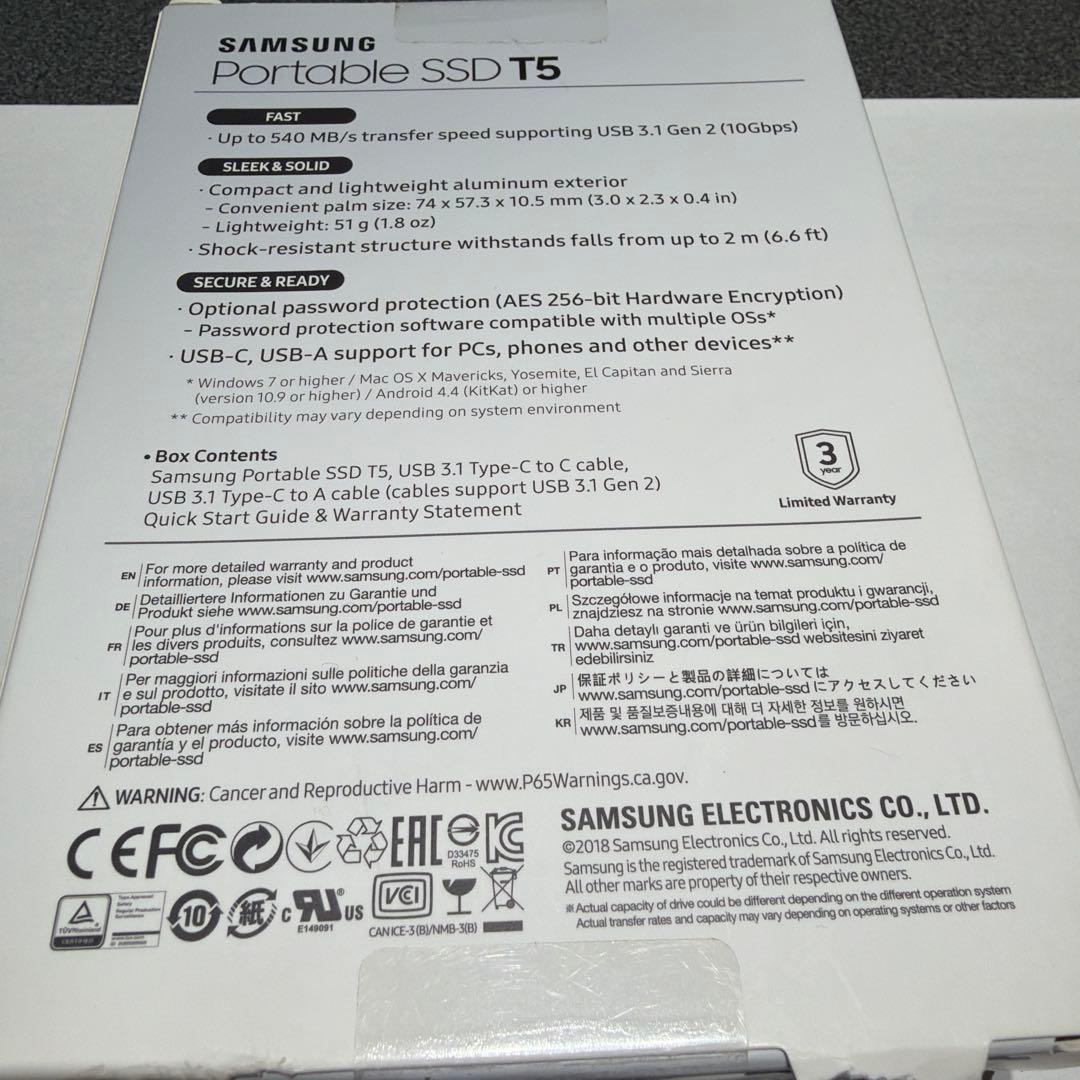 SAMSUNG
Portable SSD T5
FAST
· Up to 540 MB/s transfer speed supporting USB 3.1 Gen 2 (10Gbps)
SLEEK & SOLID
· Compact and lightweight aluminum exterior
– Convenient palm size: 74 x 57.3 x 10.5 mm (3.0 x 2.3 x 0.4 in)
– Lightweight: 51 g (1.8 oz)
· Shock-resistant structure withstands falls from up to 2 m (6.6 ft)
SECURE & READY
· Optional password protection (AES 256-bit Hardware Encryption)
– Password protection software compatible with multiple OSs*
· USB-C, USB-A support for PCs, phones and other devices**
* Windows 7 or higher / Mac OS X Mavericks, Yosemite, El Capitan and Sierra
(version 10.9 or higher) / Android 4.4 (KitKat) or higher
** Compatibility may vary depending on system environment
• Box Contents
Samsung Portable SSD T5, USB 3.1 Type-C to C cable,
USB 3.1 Type-C to A cable (cables support USB 3.1 Gen 2)
Quick Start Guide & Warranty Statement
3
year
Limited Warranty
EN For more detailed warranty and product
information, please visit www.samsung.com/portable-ssd
DE Detailliertere Informationen zu Garantie und
Produkt siehe www.samsung.com/portable-ssd
FR Pour plus d'informations sur la police de garantie et
les divers produits, consultez www.samsung.com/
portable-ssd
IT Per maggiori informazioni sulle politiche della garanzia
e sul prodotto, visitate il sito www.samsung.com/
portable-ssd
ES Para obtener más información sobre la política de
garantía y el producto, visite www.samsung.com/
portable-ssd
PT Para informação mais detalhada sobre a política de
garantia e o produto, visite www.samsung.com/
portable-ssd
PL Szczegółowe informacje na temat produktu i gwarancji,
znajdziesz na stronie www.samsung.com/portable-ssd
TR Daha detaylı garanti ve ürün bilgileri için,
www.samsung.com/portable-ssd websitesini ziyaret
edebilirsiniz
JP 保証ポリシーと製品の詳細については
www.samsung.com/portable-ssd にアクセスしてください
KR 제품 및 품질보증내용에 대해 더 자세한 정보를 원하시면
www.samsung.com/portable-ssd를 방문하십시오.
WARNING: Cancer and Reproductive Harm - www.P65Warnings.ca.gov.
CE FC EAC D33475 RoHS KC
TÜVRheinland
CERTIFIED
Type Approved
Safety
Regular Production
Surveillance
10
紙
c RU US
E149091
VCI
CAN ICE-3 (B)/NMB-3(B)
SAMSUNG ELECTRONICS CO., LTD.
©2018 Samsung Electronics Co., Ltd. All rights reserved.
Samsung is the registered trademark of Samsung Electronics Co., Ltd.
All other marks are property of their respective owners.
※Actual capacity of drive could be different depending on the different operation system
Actual transfer rates and capacity may vary depending on operating systems or other factors